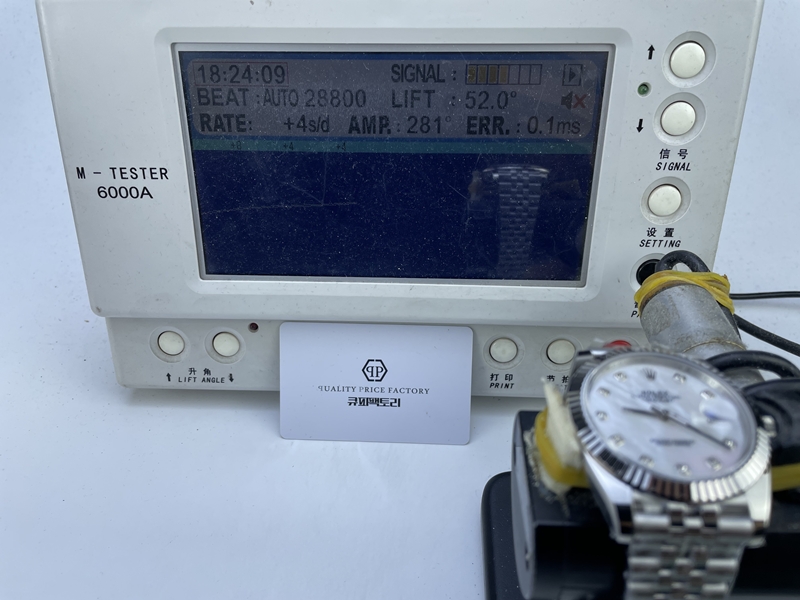 18:24:09 SIGNAL :
BEAT :AUTO 28800 LIFT : 52.0°
RATE: +4s/d AMP.: 281° ERR.: 0.1ms
M - TESTER
6000A
信号
SIGNAL
设置
SETTING
升角
LIFT ANGLE
打印
PRINT
QP
QUALITY PRICE FACTORY
큐피팩토리